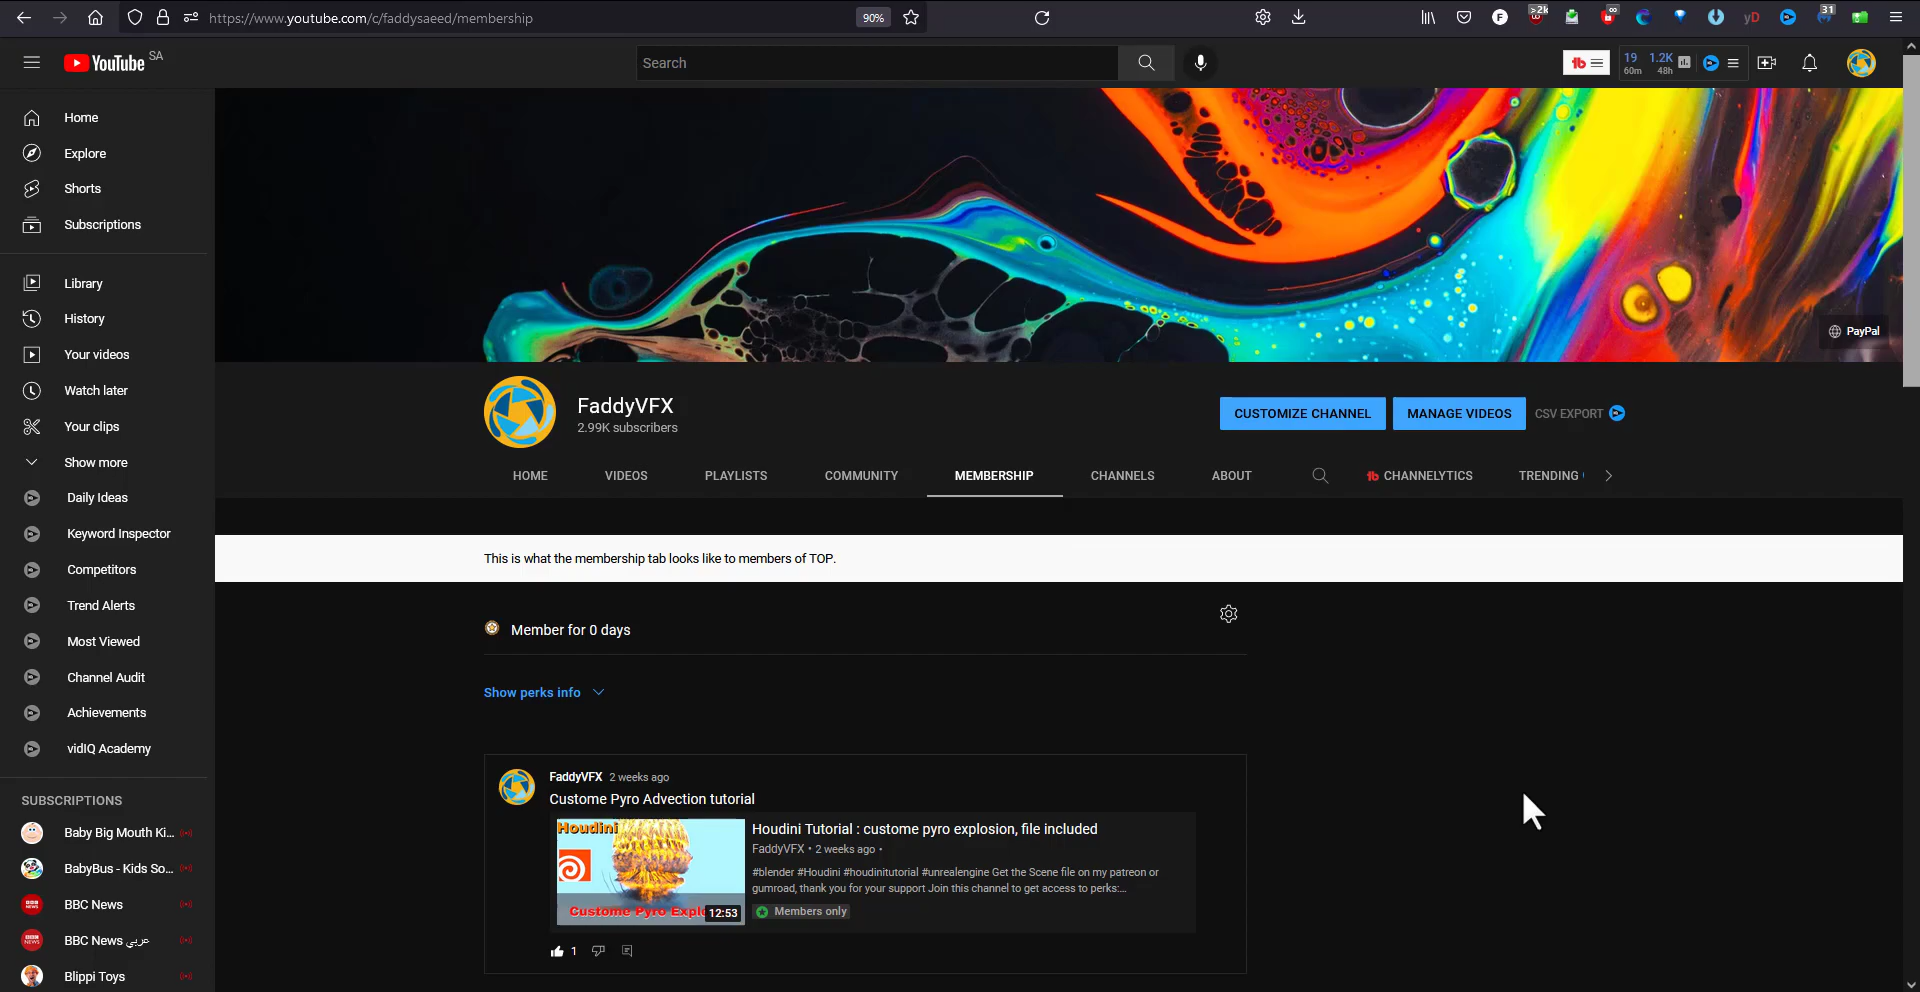 https://www.youtube.com/c/faddysaeed/membership
90%
>2k
∞
31
YouTube SA
Search
19 60m
1.2K 48h
Home
Explore
Shorts
Subscriptions
Library
History
Your videos
Watch later
Your clips
Show more
Daily Ideas
Keyword Inspector
Competitors
Trend Alerts
Most Viewed
Channel Audit
Achievements
vidIQ Academy
SUBSCRIPTIONS
Baby Big Mouth Ki...
BabyBus - Kids So...
BBC News
BBC News عربي
Blippi Toys
PayPal
FaddyVFX
2.99K subscribers
CUSTOMIZE CHANNEL
MANAGE VIDEOS
CSV EXPORT
HOME
VIDEOS
PLAYLISTS
COMMUNITY
MEMBERSHIP
CHANNELS
ABOUT
CHANNELYTICS
TRENDING
This is what the membership tab looks like to members of TOP.
Member for 0 days
Show perks info
FaddyVFX 2 weeks ago
Custome Pyro Advection tutorial
Houdini
Custome Pyro Explo
12:53
Houdini Tutorial : custome pyro explosion, file included
FaddyVFX • 2 weeks ago •
#blender #Houdini #houdinitutorial #unrealengine Get the Scene file on my patreon or
gumroad, thank you for your support Join this channel to get access to perks:...
Members only
1